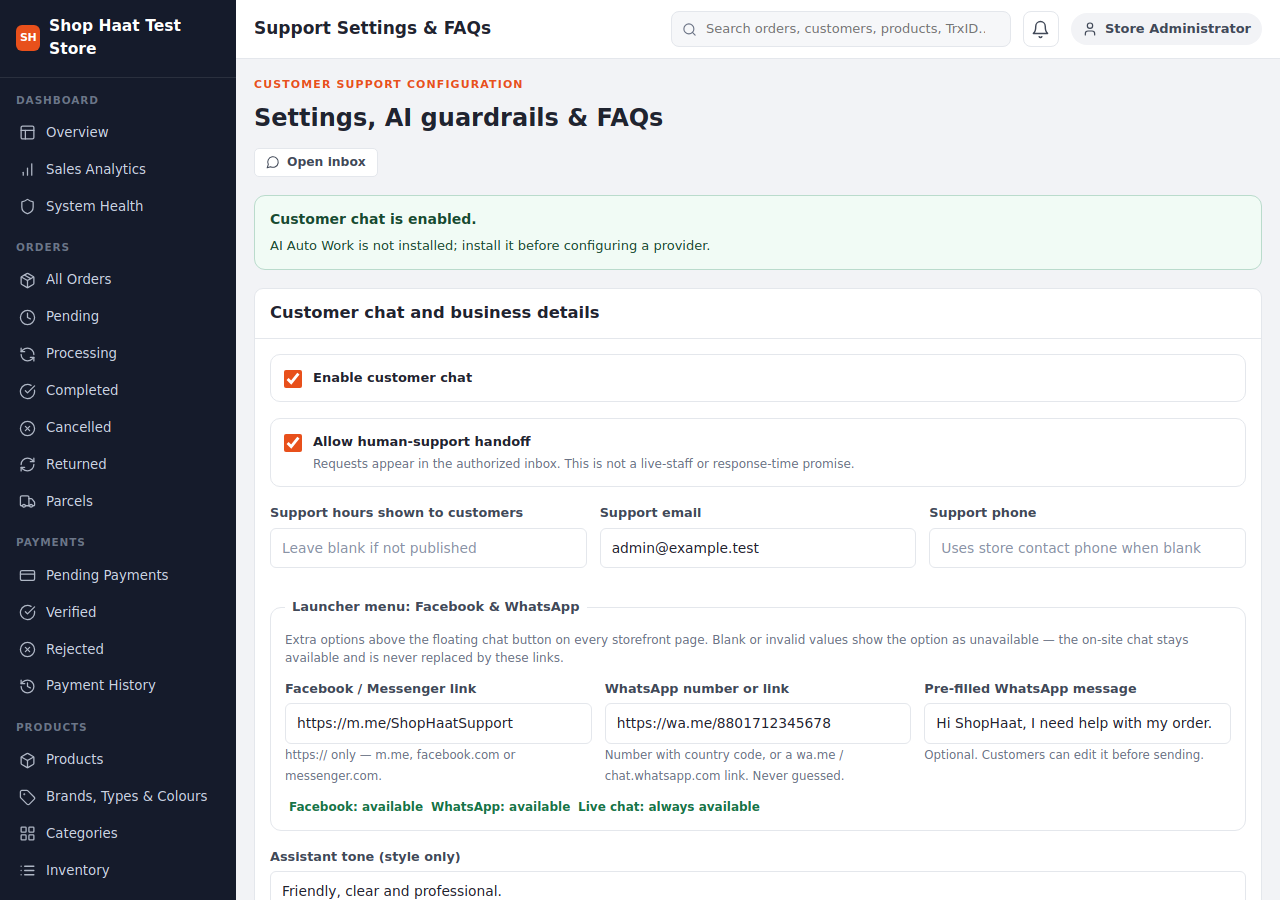 SH
Shop Haat Test
Store
DASHBOARD
Overview
Sales Analytics
System Health
ORDERS
All Orders
Pending
Processing
Completed
Cancelled
Returned
Parcels
PAYMENTS
Pending Payments
Verified
Rejected
Payment History
PRODUCTS
Products
Brands, Types & Colours
Categories
Inventory
Support Settings & FAQs
Search orders, customers, products, TrxID..
Store Administrator
CUSTOMER SUPPORT CONFIGURATION
Settings, AI guardrails & FAQs
Open inbox
Customer chat is enabled.
AI Auto Work is not installed; install it before configuring a provider.
Customer chat and business details
Enable customer chat
Allow human-support handoff
Requests appear in the authorized inbox. This is not a live-staff or response-time promise.
Support hours shown to customers
Leave blank if not published
Support email
admin@example.test
Support phone
Uses store contact phone when blank
Launcher menu: Facebook & WhatsApp
Extra options above the floating chat button on every storefront page. Blank or invalid values show the option as unavailable — the on-site chat stays
available and is never replaced by these links.
Facebook / Messenger link
https://m.me/ShopHaatSupport
https:// only — m.me, facebook.com or
messenger.com.
WhatsApp number or link
https://wa.me/8801712345678
Number with country code, or a wa.me /
chat.whatsapp.com link. Never guessed.
Pre-filled WhatsApp message
Hi ShopHaat, I need help with my order.
Optional. Customers can edit it before sending.
Facebook: available WhatsApp: available Live chat: always available
Assistant tone (style only)
Friendly, clear and professional.